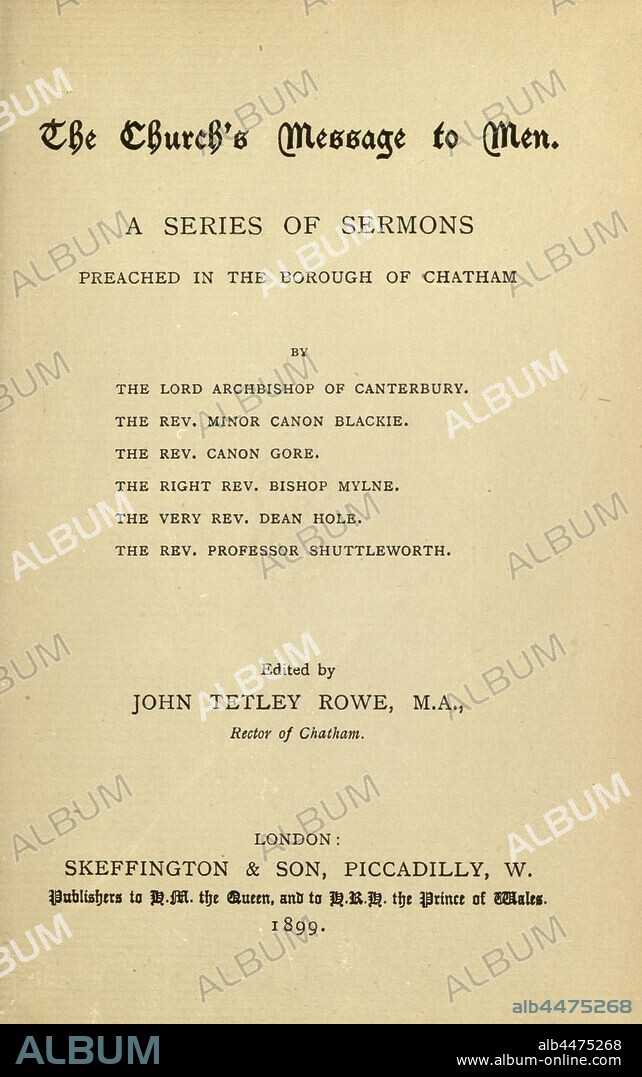 The Church's Message to Men.
A SERIES OF SERMONS
PREACHED IN THE BOROUGH OF CHATHAM
BY
THE LORD ARCHBISHOP OF CANTERBURY.
THE REV. MINOR CANON BLACKIE.
THE REV. CANON GORE.
THE RIGHT REV. BISHOP MYLNE.
THE VERY REV. DEAN HOLE.
THE REV. PROFESSOR SHUTTLEWORTH.
Edited by
JOHN TETLEY ROWE, M.A.,
Rector of Chatham.
LONDON:
SKEFFINGTON & SON, PICCADILLY, W.
Publishers to H.M. the Queen, and to H.R.H. the Prince of Wales.
1899.
alb4475268
ALBUM
alb4475268
www.album-online.com